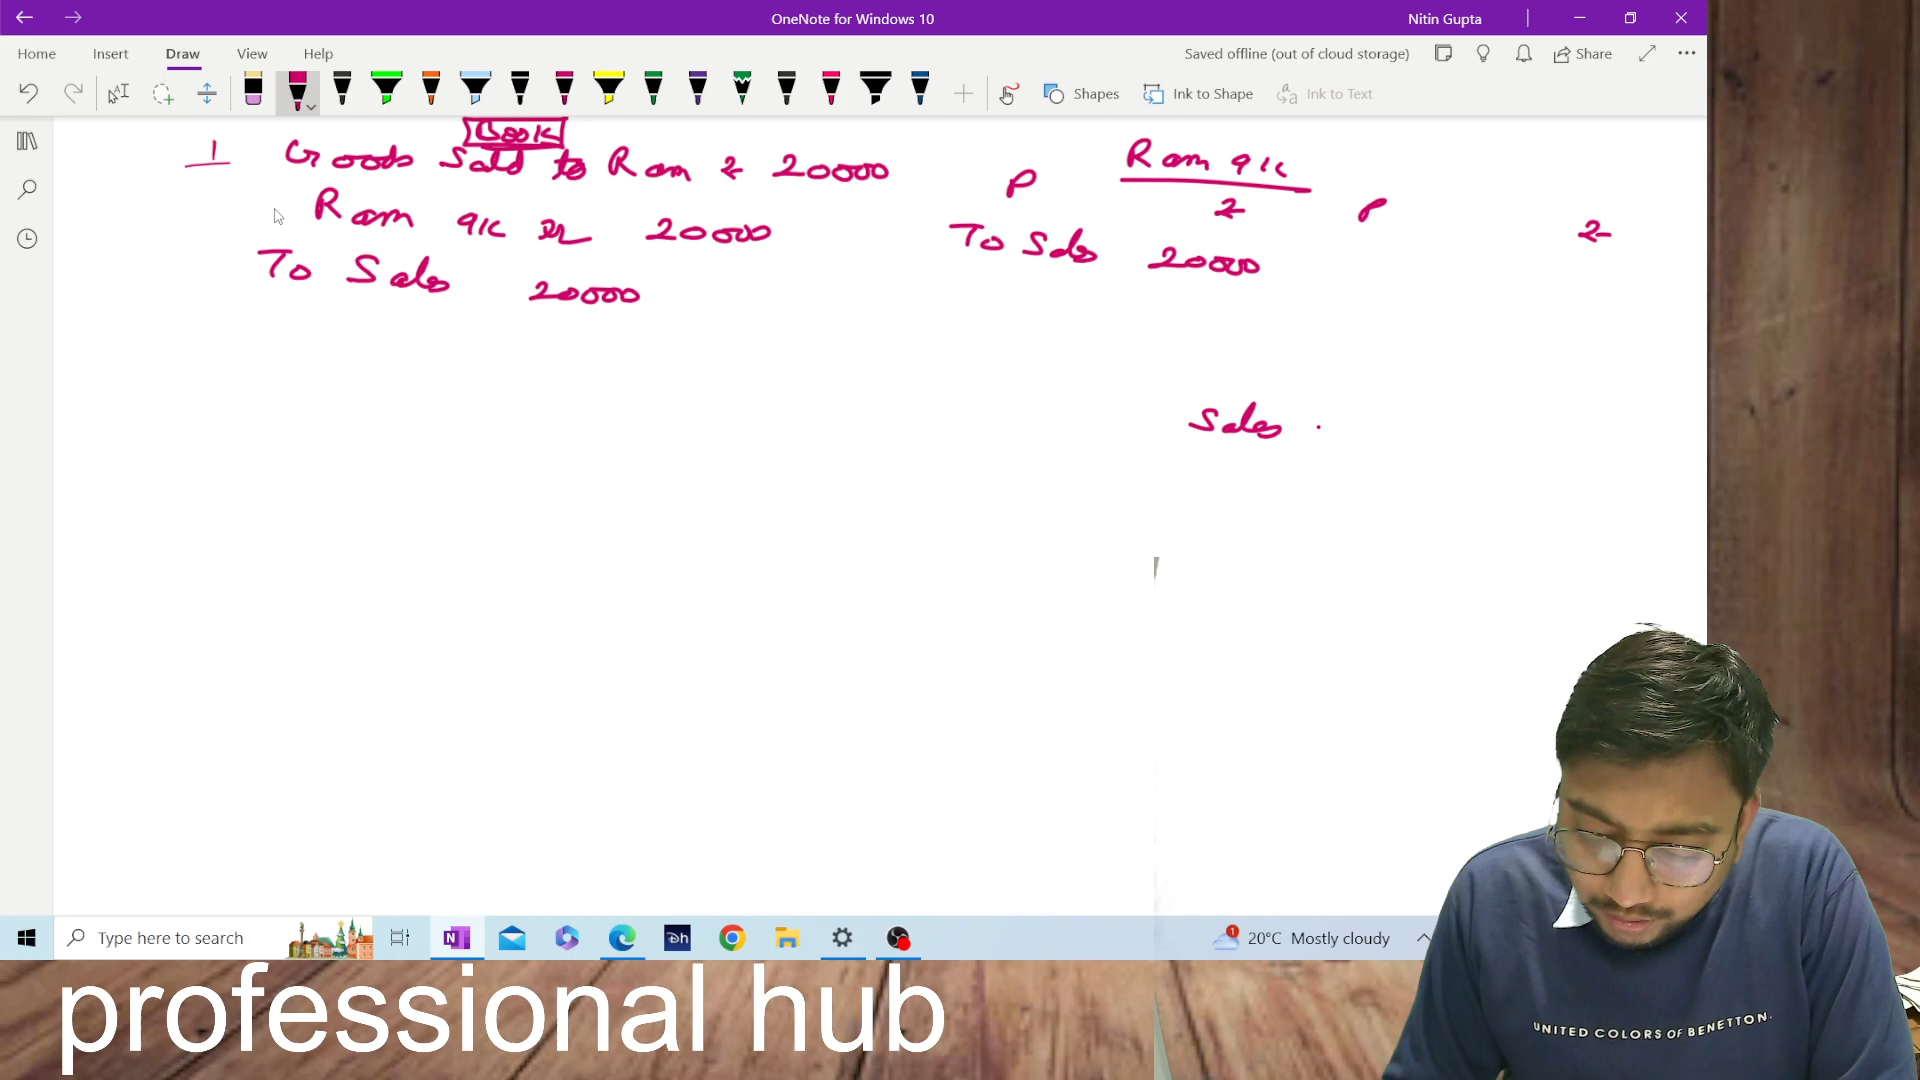 OneNote for Windows 10
Nitin Gupta
Home Insert Draw View Help
Saved offline (out of cloud storage)
Share
Shapes
Ink to Shape
Ink to Text
Book
1 Goods Sold to Ram 20000
Ram a/c Dr 20000
To Sales 20000
Ram a/c
P
P
To Sales 20000
Sales
Type here to search
1
20°C Mostly cloudy
professional hub
UNITED COLORS OF BENETTON.